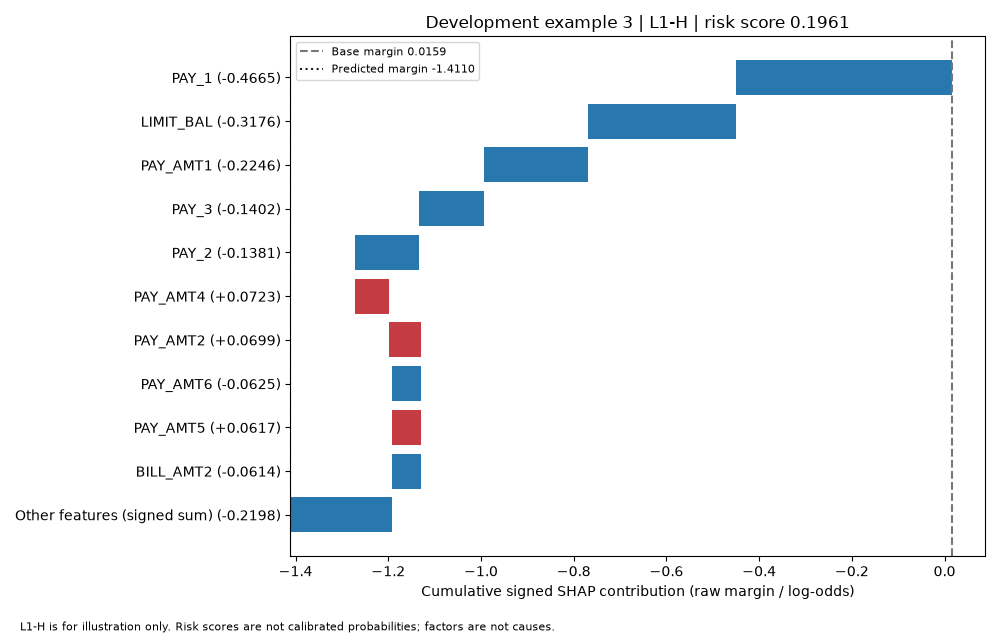 Development example 3 | L1-H | risk score 0.1961
Base margin 0.0159
Predicted margin -1.4110
PAY_1 (-0.4665)
LIMIT_BAL (-0.3176)
PAY_AMT1 (-0.2246)
PAY_3 (-0.1402)
PAY_2 (-0.1381)
PAY_AMT4 (+0.0723)
PAY_AMT2 (+0.0699)
PAY_AMT6 (-0.0625)
PAY_AMT5 (+0.0617)
BILL_AMT2 (-0.0614)
Other features (signed sum) (-0.2198)
−1.4 −1.2 −1.0 −0.8 −0.6 −0.4 −0.2 0.0
Cumulative signed SHAP contribution (raw margin / log-odds)
L1-H is for illustration only. Risk scores are not calibrated probabilities; factors are not causes.